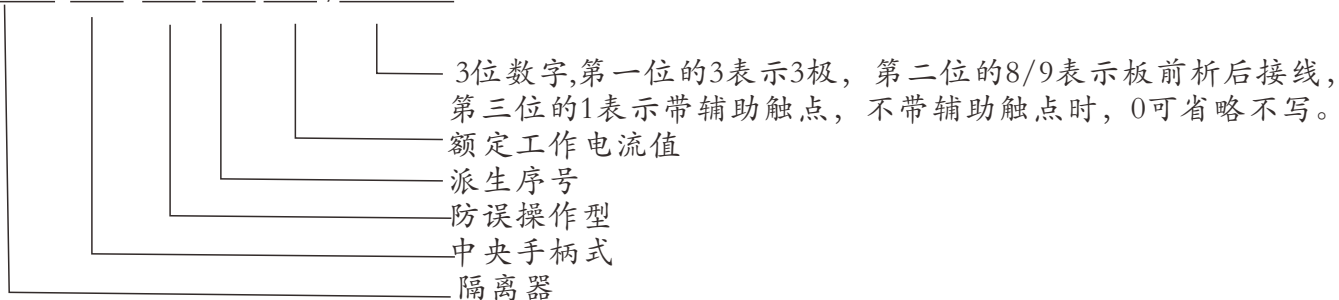 3位数字,第一位的3表示3极，第二位的8/9表示板前析后接线，
第三位的1表示带辅助触点，不带辅助触点时，0可省略不写。
额定工作电流值
派生序号
防误操作型
中央手柄式
隔离器